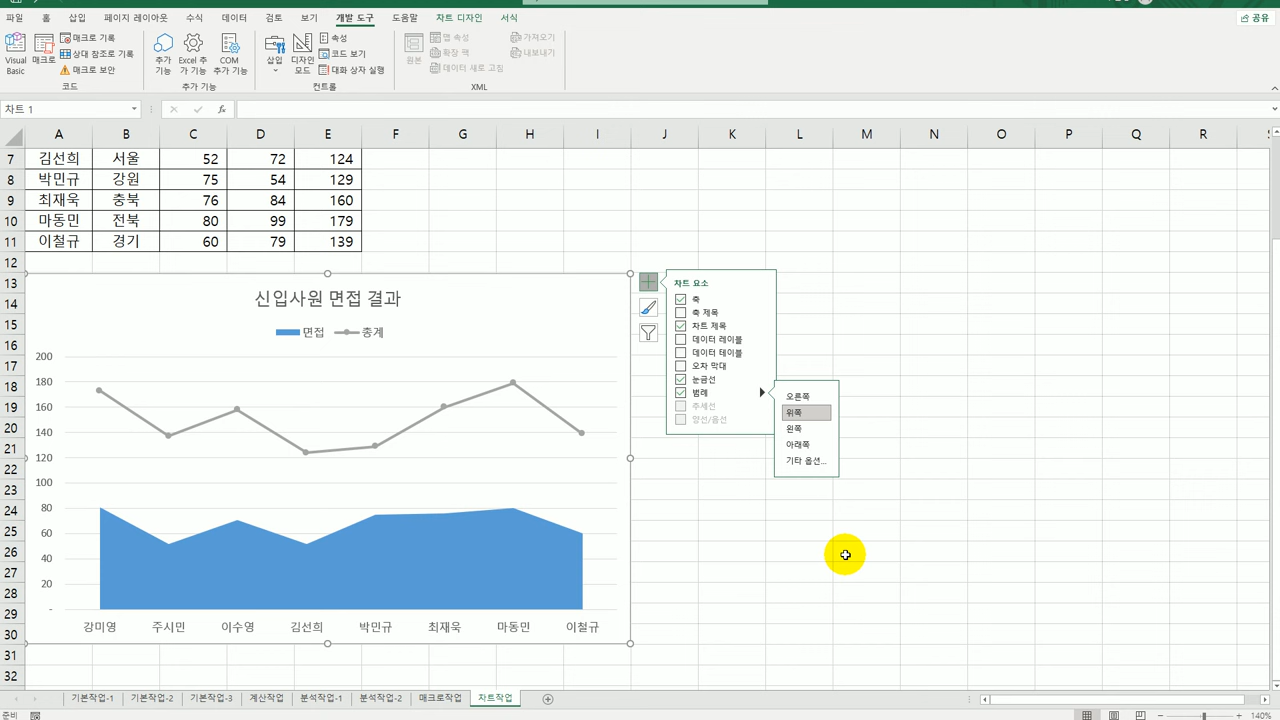 파일 홈 삽입 페이지 레이아웃 수식 데이터 검토 보기 개발 도구 도움말 차트 디자인 서식 공유
Visual Basic
매크로
매크로 기록
상대 참조로 기록
매크로 보안
코드
추가 기능
Excel 추가 기능
COM 추가 기능
추가 기능
삽입
디자인 모드
속성
코드 보기
대화 상자 실행
컨트롤
원본
맵 속성
확장 팩
데이터 새로 고침
가져오기
내보내기
XML
차트 1
fx
A B C D E F G H I J K L M N O P Q R
7 김선희 서울 52 72 124
8 박민규 강원 75 54 129
9 최재욱 충북 76 84 160
10 마동민 전북 80 99 179
11 이철규 경기 60 79 139
12
13
14
15
16
17
18
19
20
21
22
23
24
25
26
27
28
29
30
31
32
신입사원 면접 결과
면접 총계
200
180
160
140
120
100
80
60
40
20
-
강미영 주시민 이수영 김선희 박민규 최재욱 마동민 이철규
차트 요소
축
축 제목
차트 제목
데이터 레이블
데이터 테이블
오차 막대
눈금선
범례
추세선
양선/음선
오른쪽
위쪽
왼쪽
아래쪽
기타 옵션...
기본작업-1 기본작업-2 기본작업-3 계산작업 분석작업-1 분석작업-2 매크로작업 차트작업
준비
140%